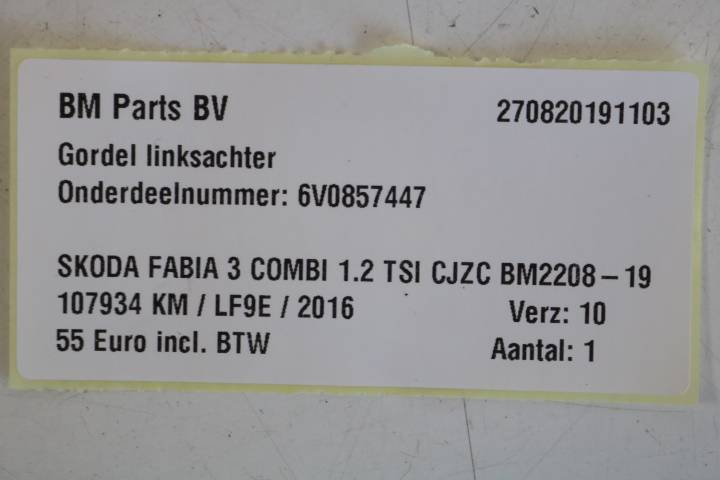 BM Parts BV 270820191103
Gordel linksachter
Onderdeelnummer: 6V0857447
SKODA FABIA 3 COMBI 1.2 TSI CJZC BM2208-19
107934 KM / LF9E / 2016 Verz: 10
55 Euro incl. BTW Aantal: 1